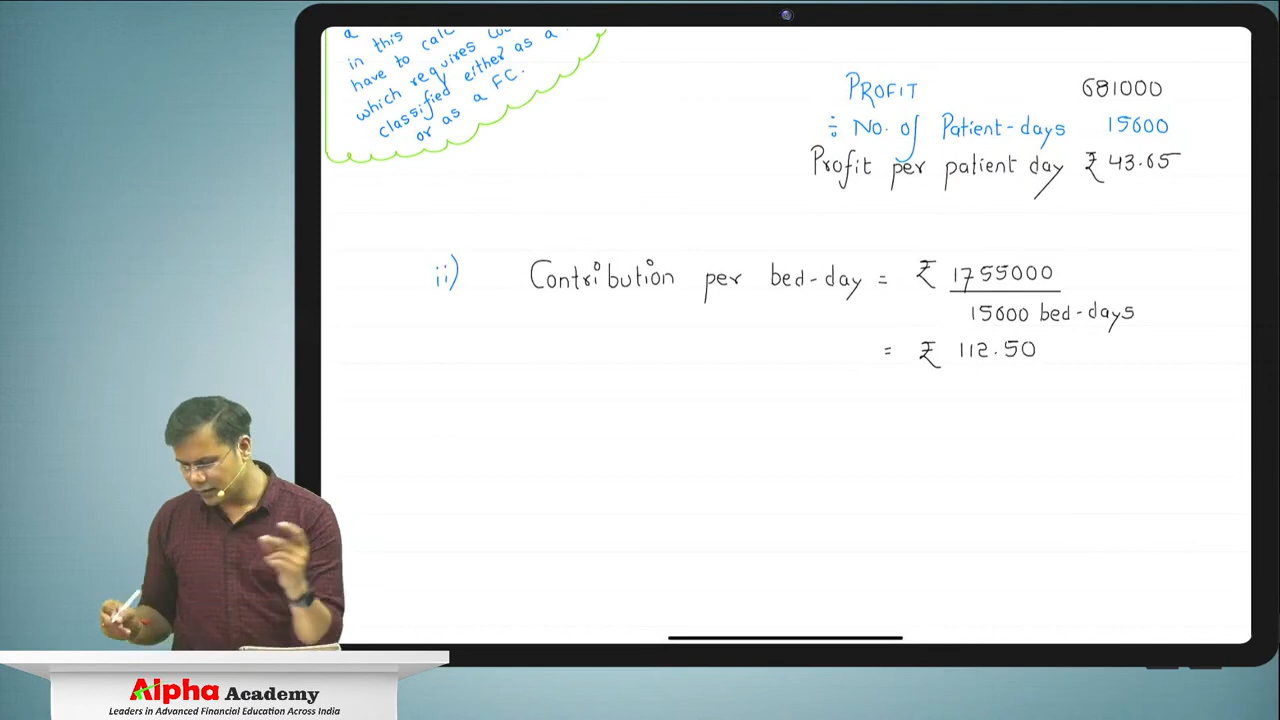 a
in this
have to calc
which requires
classified either as a
or as a FC.
PROFIT 681000
÷ No. of Patient-days 15600
Profit per patient day ₹ 43.65
ii) Contribution per bed-day = ₹ 1755000
15600 bed-days
= ₹ 112.50
Alpha Academy
Leaders in Advanced Financial Education Across India